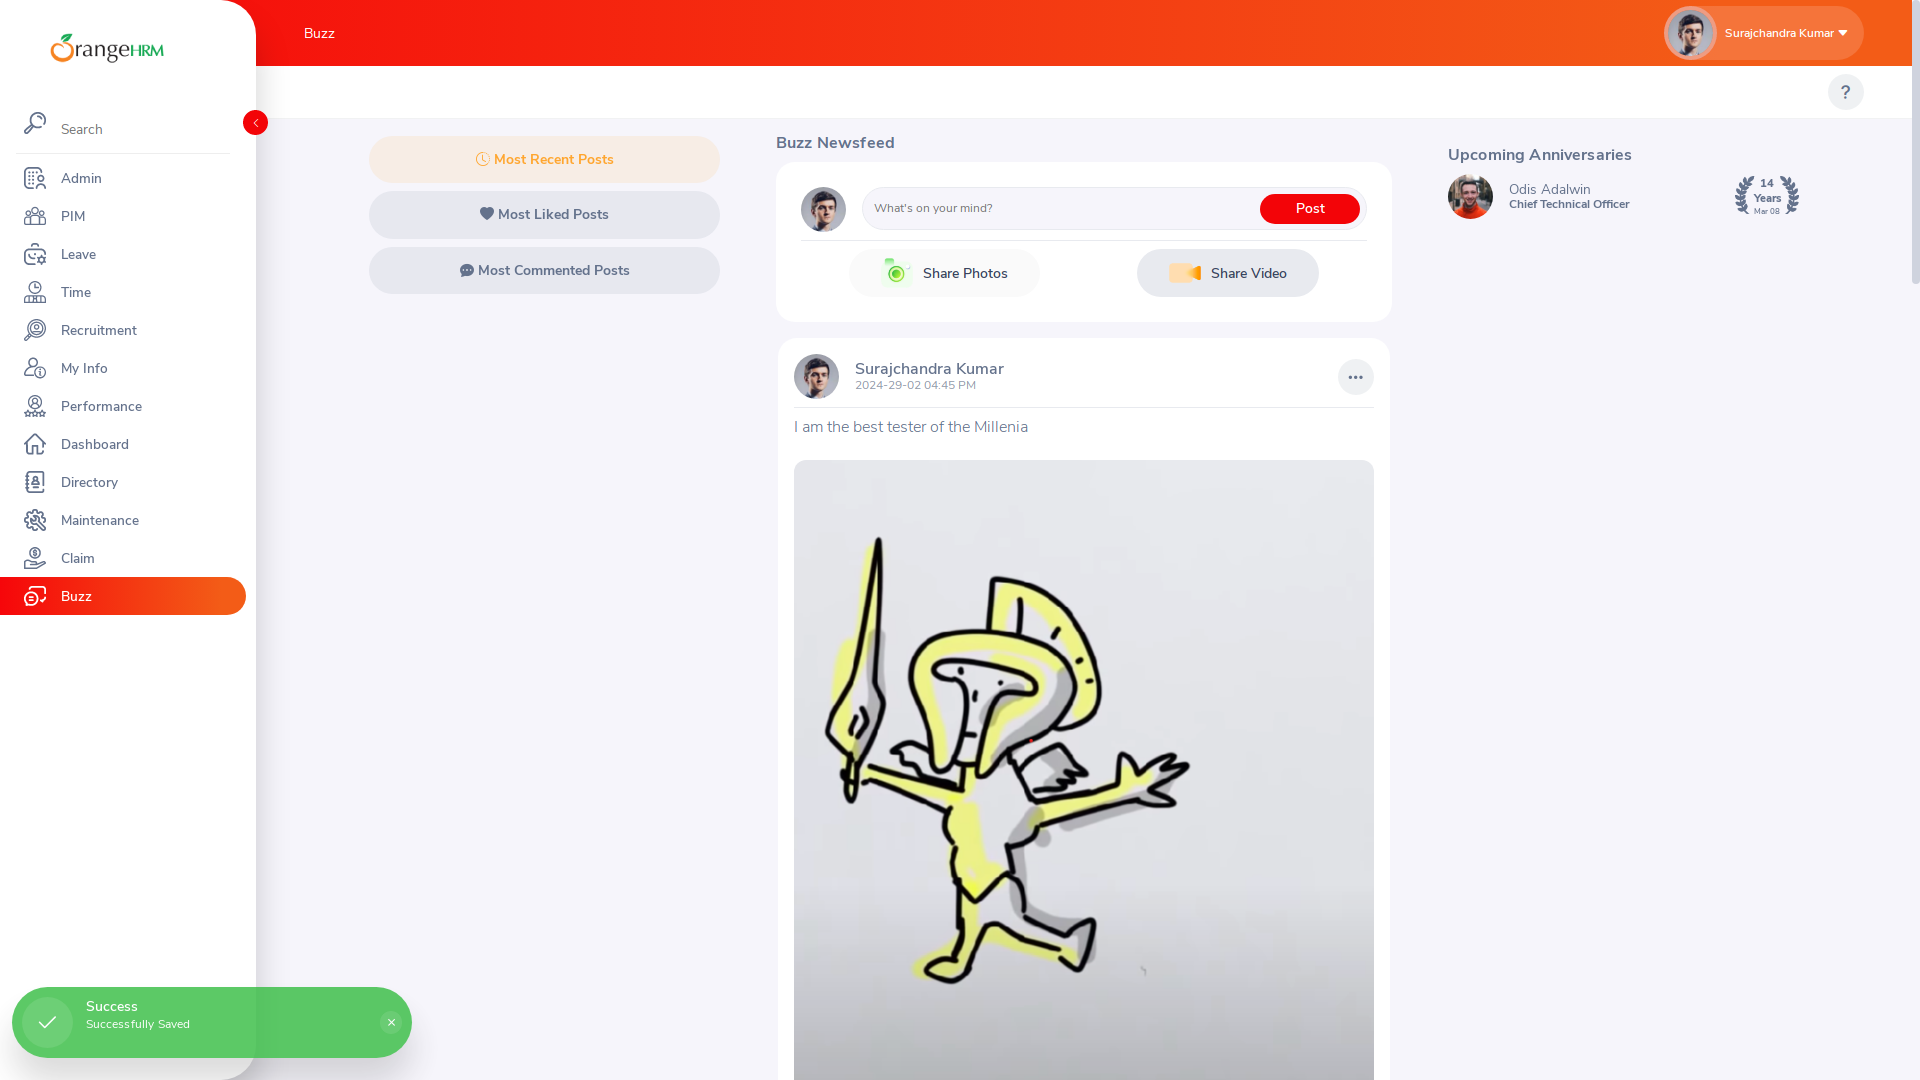 OrangeHRM
Search
Admin
PIM
Leave
Time
Recruitment
My Info
Performance
Dashboard
Directory
Maintenance
Claim
Buzz
Buzz
Surajchandra Kumar
?
Most Recent Posts
Most Liked Posts
Most Commented Posts
Buzz Newsfeed
What's on your mind?
Post
Share Photos
Share Video
Surajchandra Kumar
2024-29-02 04:45 PM
I am the best tester of the Millenia
Upcoming Anniversaries
Odis Adalwin
Chief Technical Officer
14
Years
Mar 08
Success
Successfully Saved